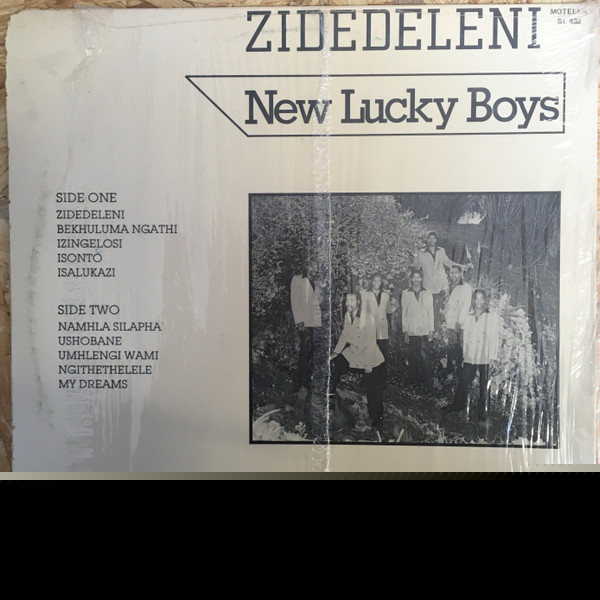 ZIDEDELENI
New Lucky Boys
SIDE ONE
ZIDEDELENI
BEKHULUMA NGATHI
IZINGELOSI
ISONTO
ISALUKAZI
SIDE TWO
NAMHLA SILAPHA
USHOBANE
UMHLENGI WAMI
NGITHETHELELE
MY DREAMS